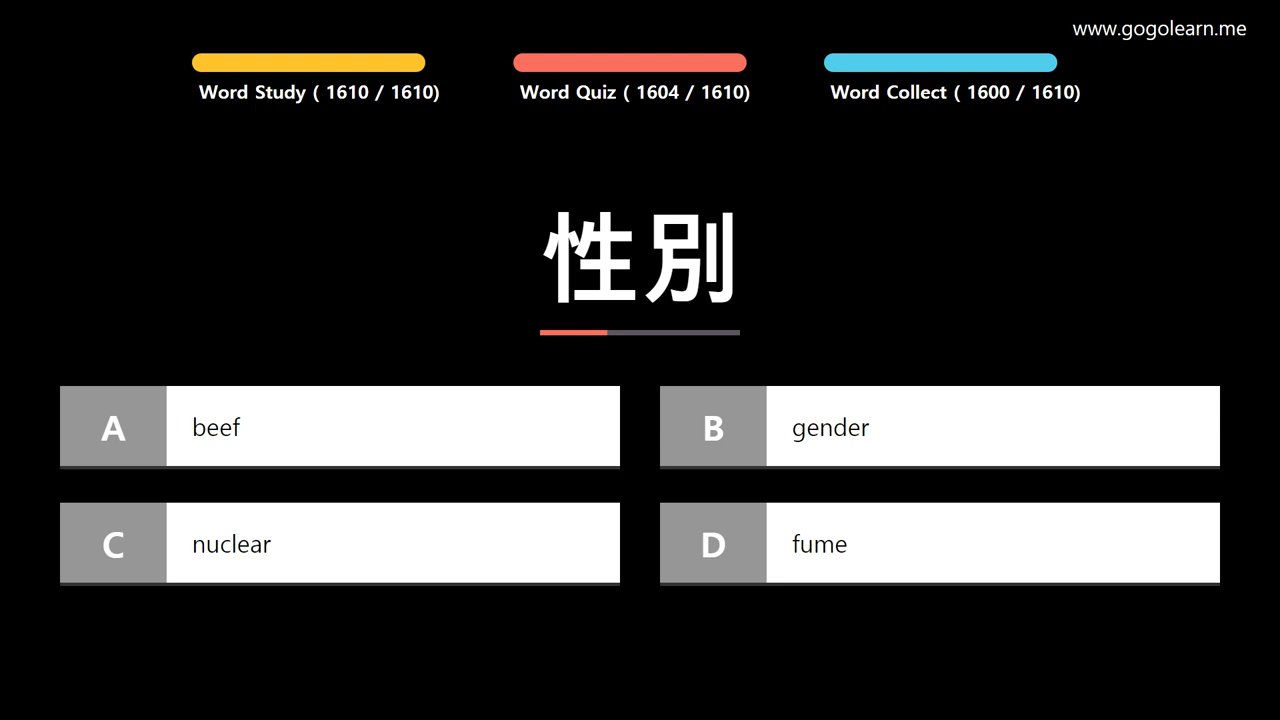 www.gogolearn.me
Word Study ( 1610 / 1610)
Word Quiz ( 1604 / 1610)
Word Collect ( 1600 / 1610)
性別
A beef
B gender
C nuclear
D fume